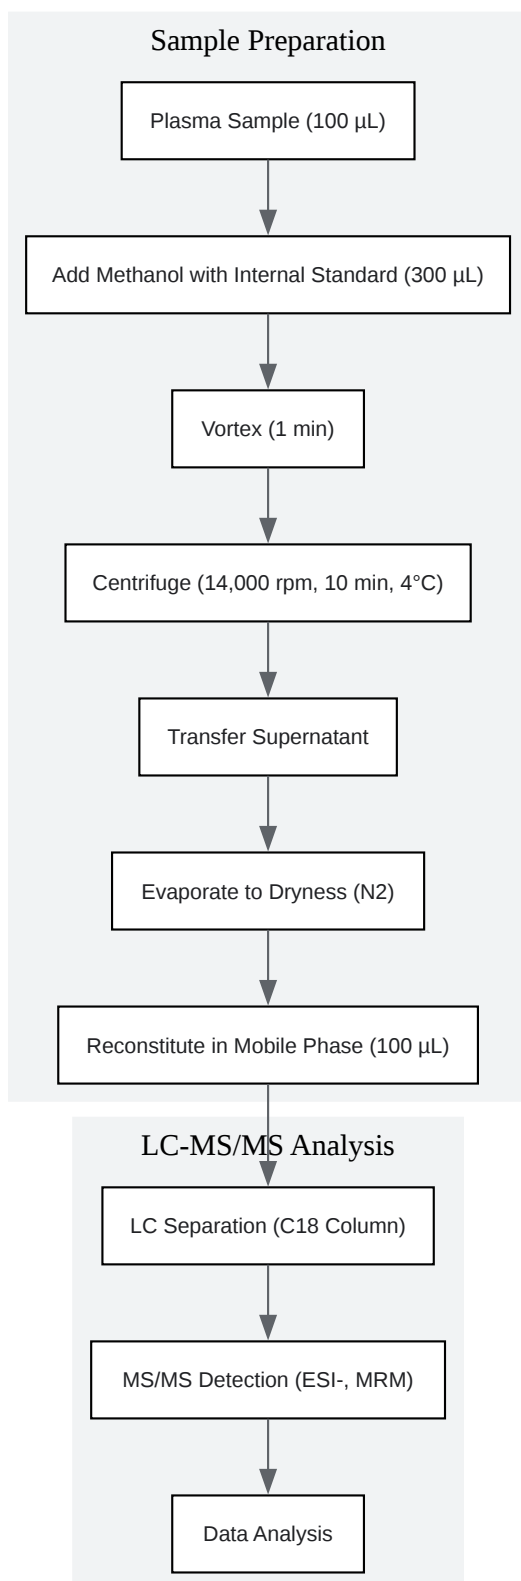 Sample Preparation
Plasma Sample (100 µL)
Add Methanol with Internal Standard (300 µL)
Vortex (1 min)
Centrifuge (14,000 rpm, 10 min, 4°C)
Transfer Supernatant
Evaporate to Dryness (N2)
Reconstitute in Mobile Phase (100 µL)
LC-MS/MS Analysis
LC Separation (C18 Column)
MS/MS Detection (ESI-, MRM)
Data Analysis